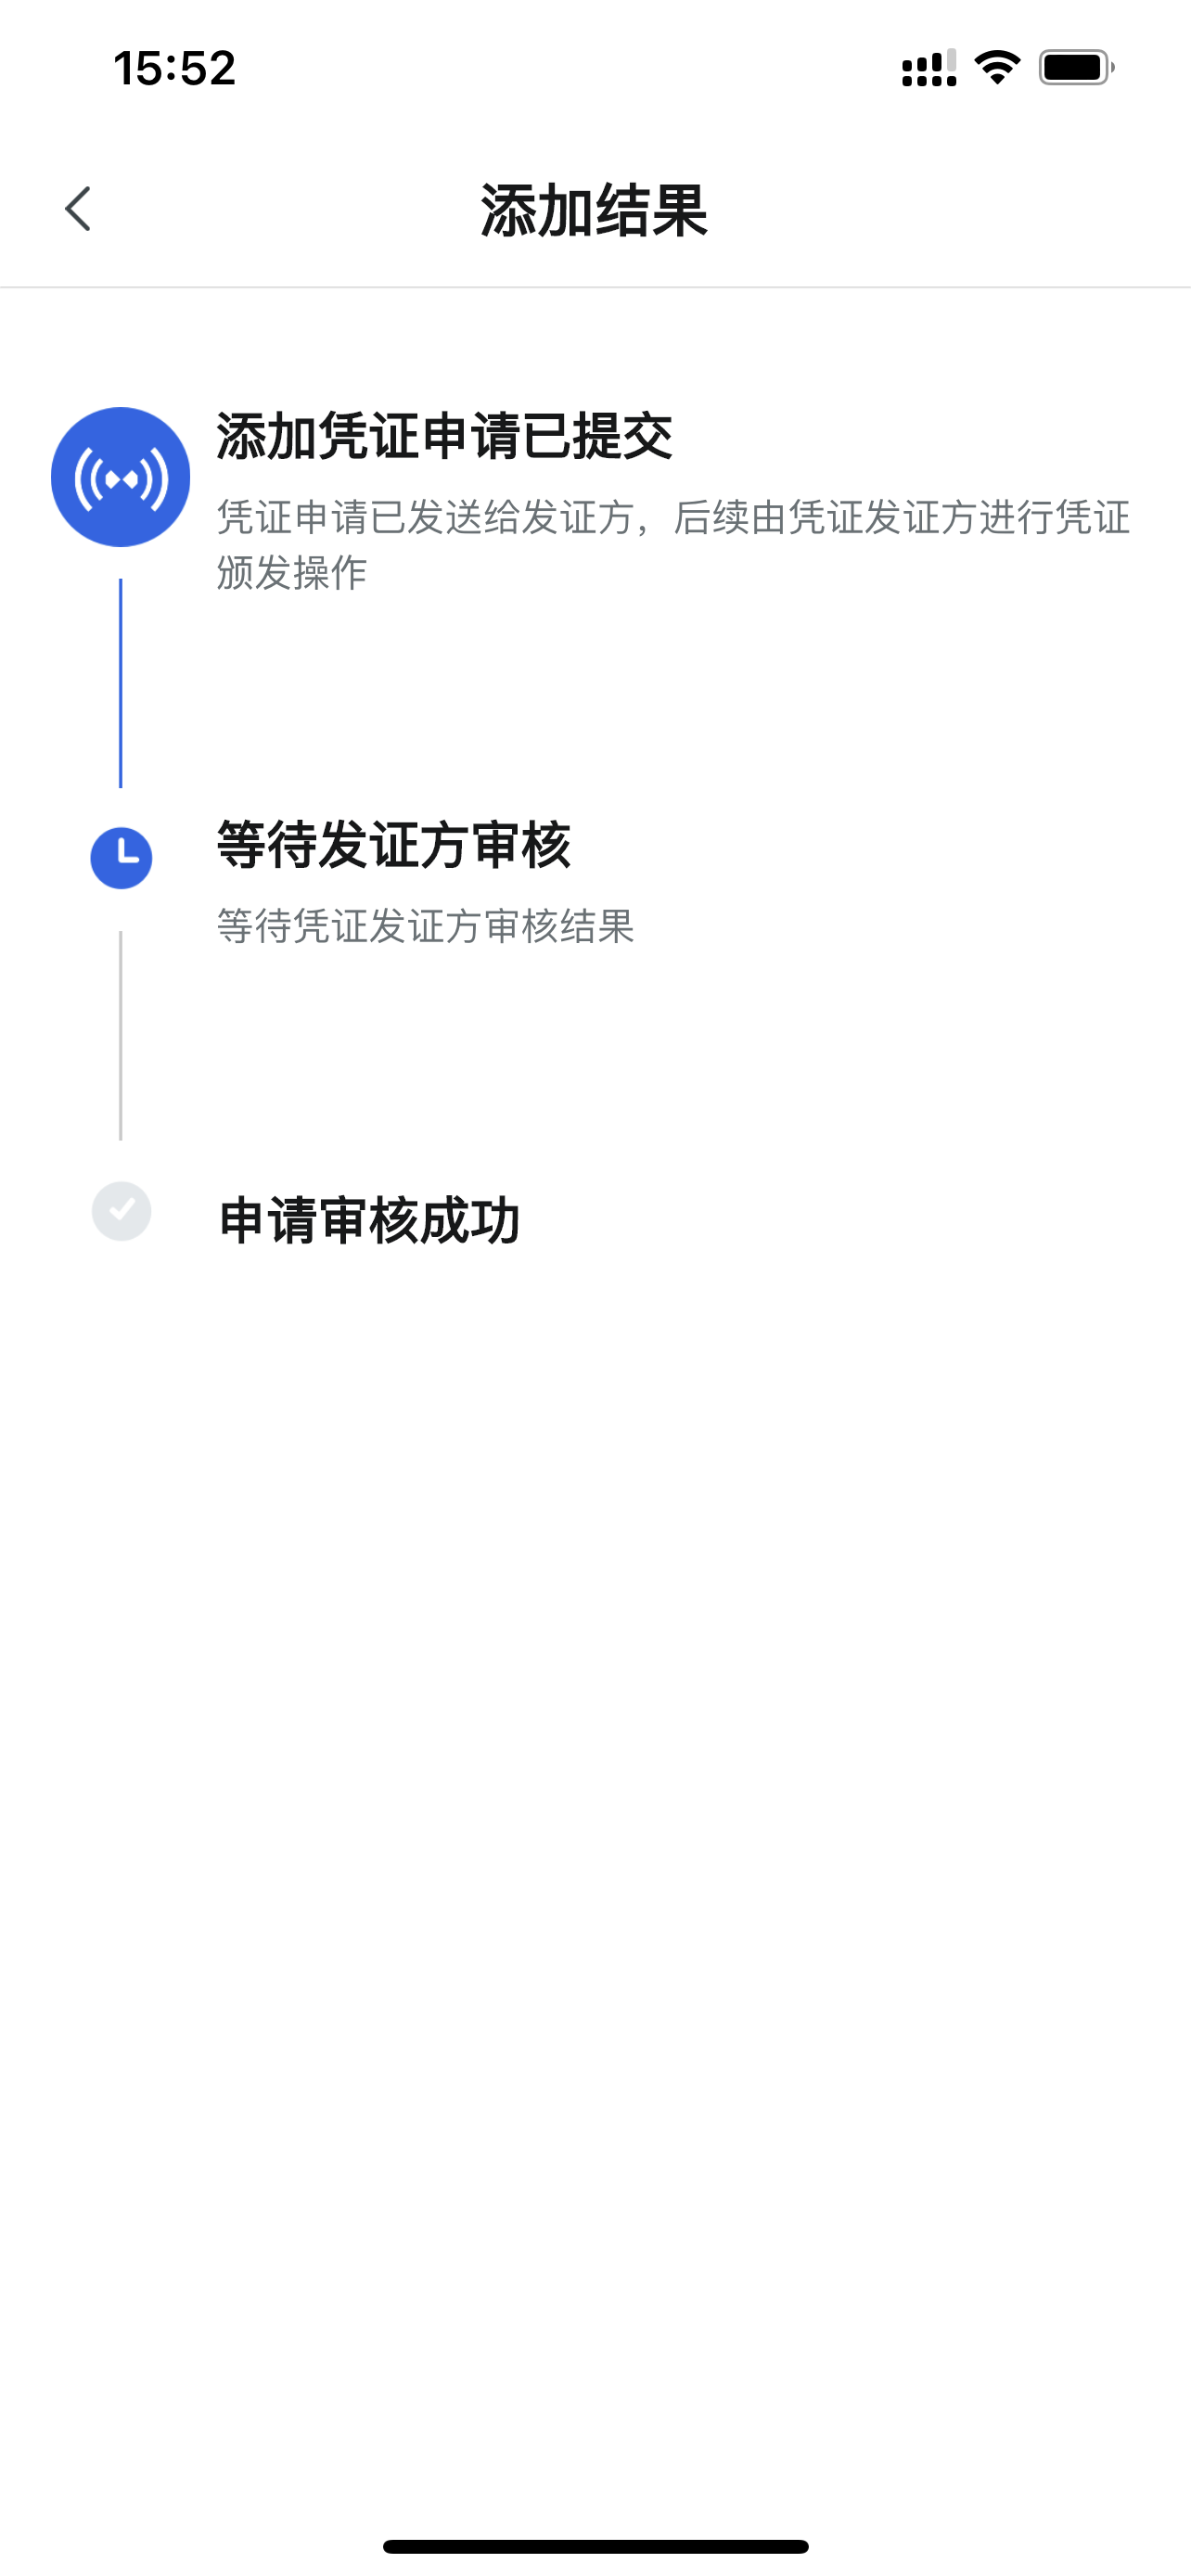 15:52
添加结果
添加凭证申请已提交
凭证申请已发送给发证方，后续由凭证发证方进行凭证
颁发操作
等待发证方审核
等待凭证发证方审核结果
申请审核成功